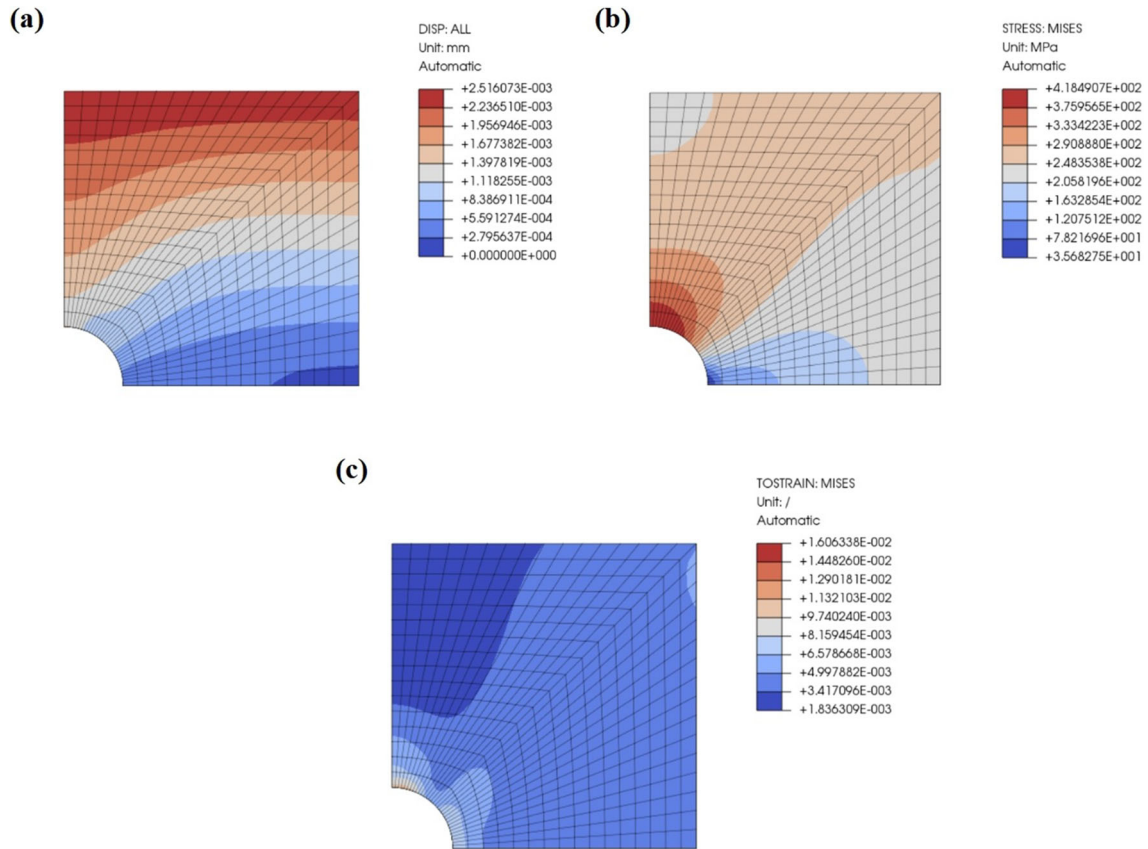 (a)
DISP: ALL
Unit: mm
Automatic
+2.516073E-003
+2.236510E-003
+1.956946E-003
+1.677382E-003
+1.397819E-003
+1.118255E-003
+8.386911E-004
+5.591274E-004
+2.795637E-004
+0.000000E+000
(b)
STRESS: MISES
Unit: MPa
Automatic
+4.184907E+002
+3.759565E+002
+3.334223E+002
+2.908880E+002
+2.483538E+002
+2.058196E+002
+1.632854E+002
+1.207512E+002
+7.821696E+001
+3.568275E+001
(c)
TOSTRAIN: MISES
Unit: /
Automatic
+1.606338E-002
+1.448260E-002
+1.290181E-002
+1.132103E-002
+9.740240E-003
+8.159454E-003
+6.578668E-003
+4.997882E-003
+3.417096E-003
+1.836309E-003